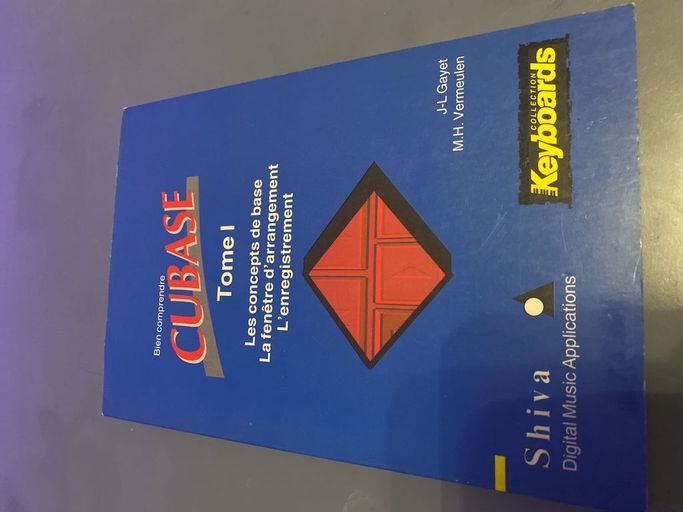 Bien comprendre
CUBASE
Tome I
Les concepts de base
La fenêtre d'arrangement
L'enregistrement
J-L Gayet
M.H. Vermeulen
Shiva
Digital Music Applications
COLLECTION
Keyboards